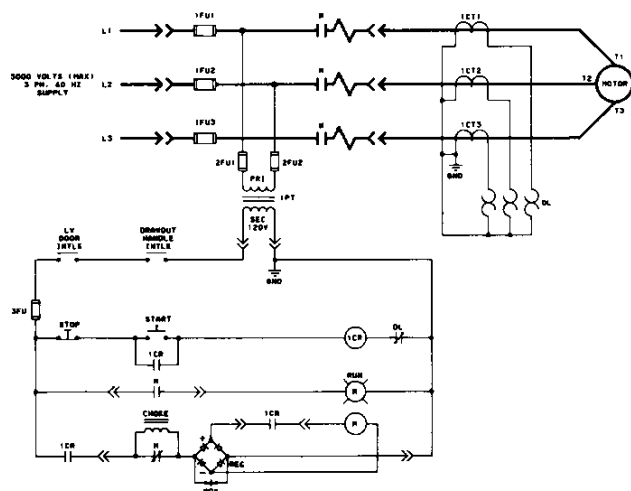 L1
1FU1
M
1CT1
T1
5000 VOLTS (MAX)
3 PH. 60 HZ
SUPPLY
L2
1FU2
M
1CT2
T2
MOTOR
L3
1FU3
M
1CT3
T3
2FU1
2FU2
GND
PRI
1PT
SEC
120V
OL
LV
DOOR
INTLK
DRAWOUT
HANDLE
INTLK
GND
3FU
STOP
START
1CR
OL
1CR
M
RUN
R
CHOKE
1CR
M
1CR
M
+
REC
-